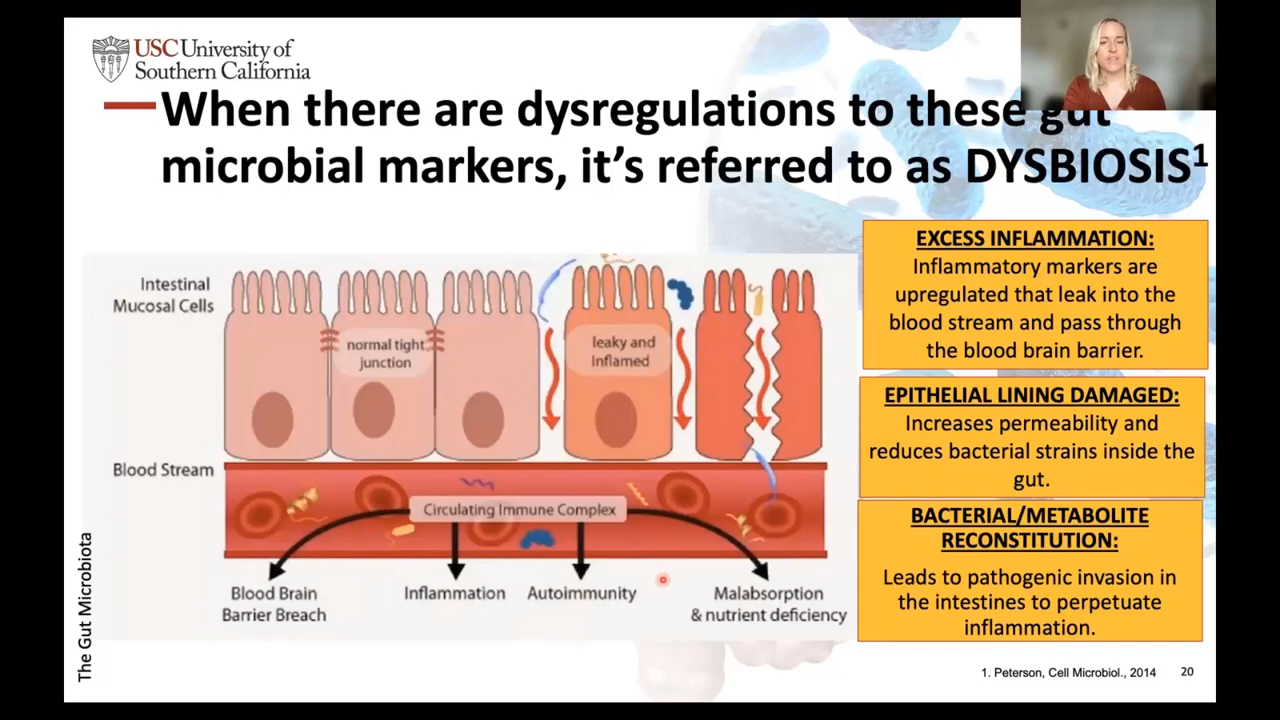 USC University of
Southern California
When there are dysregulations to these gut
microbial markers, it's referred to as DYSBIOSIS1
Intestinal
Mucosal Cells
normal tight
junction
leaky and
Inflamed
Blood Stream
Circulating Immune Complex
Blood Brain
Barrier Breach
Inflammation
Autoimmunity
Malabsorption
& nutrient deficiency
EXCESS INFLAMMATION:
Inflammatory markers are
upregulated that leak into the
blood stream and pass through
the blood brain barrier.
EPITHELIAL LINING DAMAGED:
Increases permeability and
reduces bacterial strains inside the
gut.
BACTERIAL/METABOLITE
RECONSTITUTION:
Leads to pathogenic invasion in
the intestines to perpetuate
inflammation.
The Gut Microbiota
1. Peterson, Cell Microbiol., 2014
20